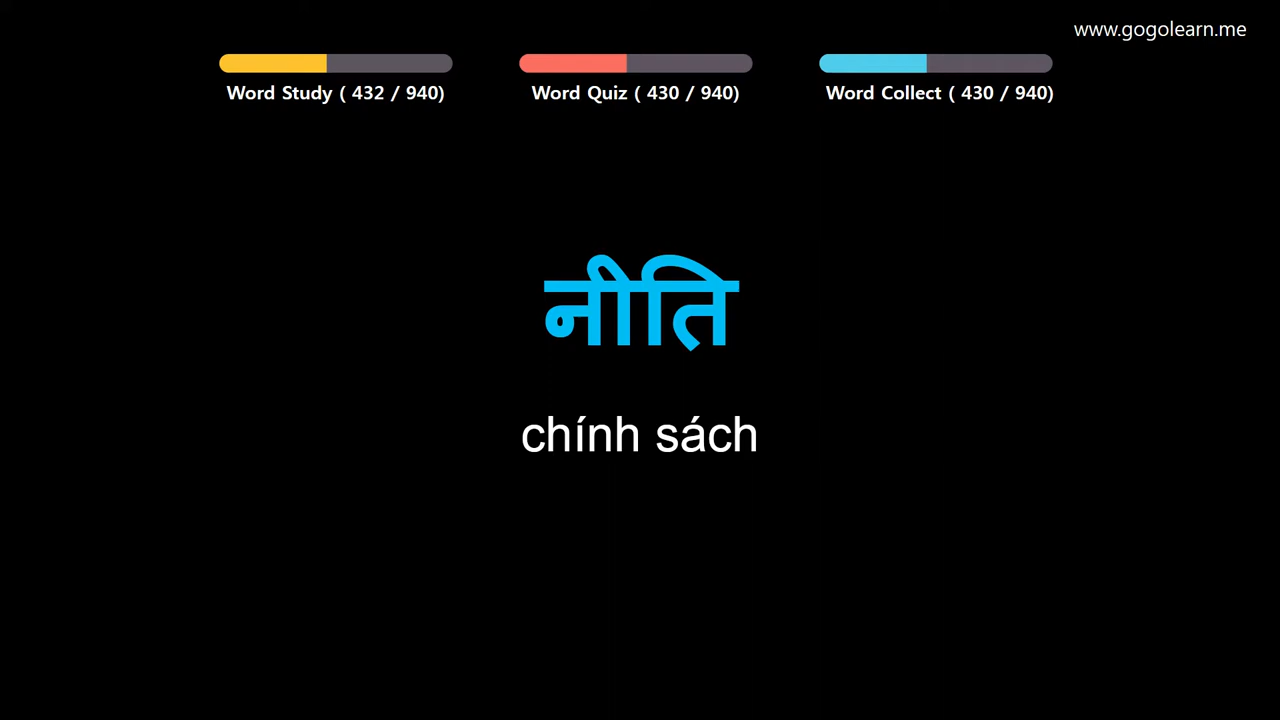 www.gogolearn.me
Word Study ( 432 / 940)
Word Quiz ( 430 / 940)
Word Collect ( 430 / 940)
नीति
chính sách